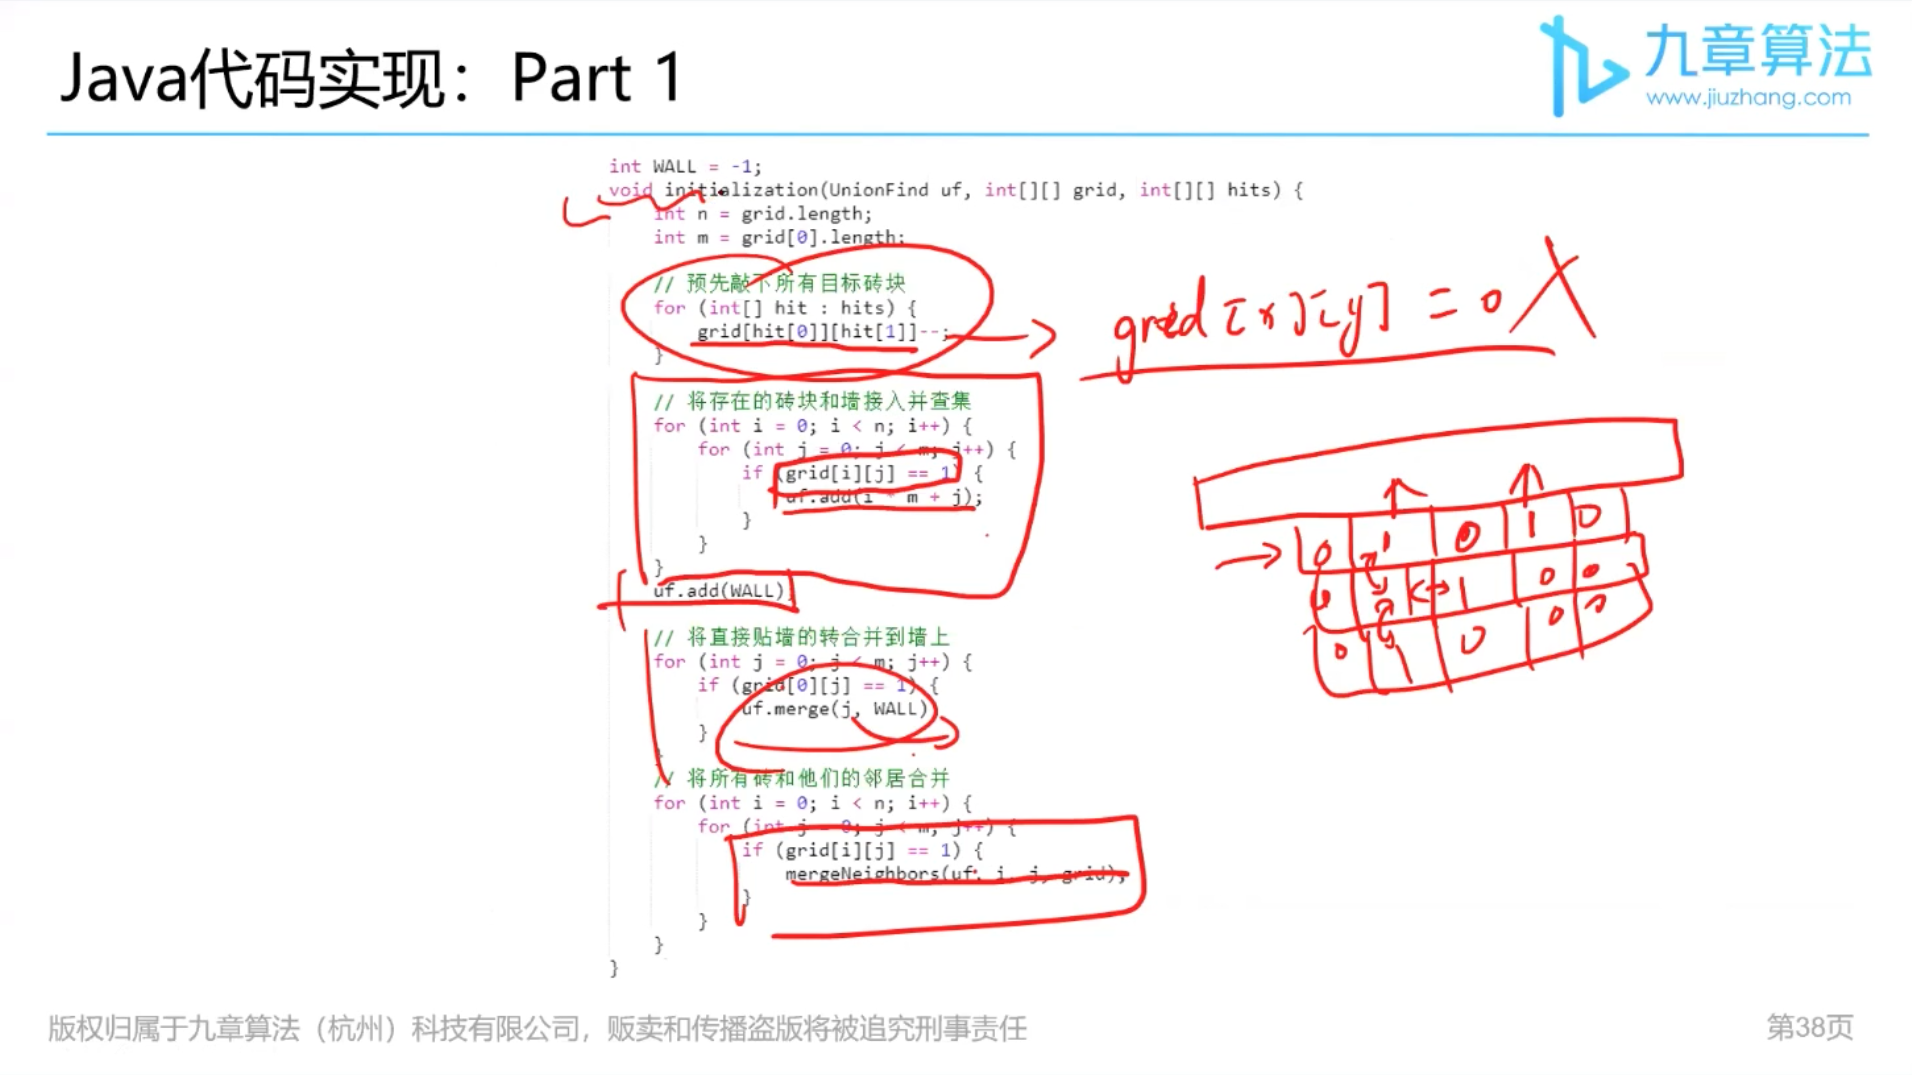 Java代码实现：Part 1
九章算法
www.jiuzhang.com
int WALL = -1;
void initialization(UnionFind uf, int[][] grid, int[][] hits) {
int n = grid.length;
int m = grid[0].length;
// 预先敲下所有目标砖块
for (int[] hit : hits) {
grid[hit[0]][hit[1]]--;
}
grid[x][y] = 0 X
// 将存在的砖块和墙接入并查集
for (int i = 0; i < n; i++) {
for (int j = 0; j < m; j++) {
if (grid[i][j] == 1) {
uf.add(i * m + j);
}
}
}
uf.add(WALL);
0 1 0 1 0
1 0 0
0 1 0 0 0
// 将直接贴墙的转合并到墙上
for (int j = 0; j < m; j++) {
if (grid[0][j] == 1) {
uf.merge(j, WALL)
}
}
// 将所有砖和他们的邻居合并
for (int i = 0; i < n; i++) {
for (int j = 0; j < m; j++) {
if (grid[i][j] == 1) {
mergeNeighbors(uf, i, j, grid);
}
}
}
}
版权归属于九章算法（杭州）科技有限公司，贩卖和传播盗版将被追究刑事责任
第38页